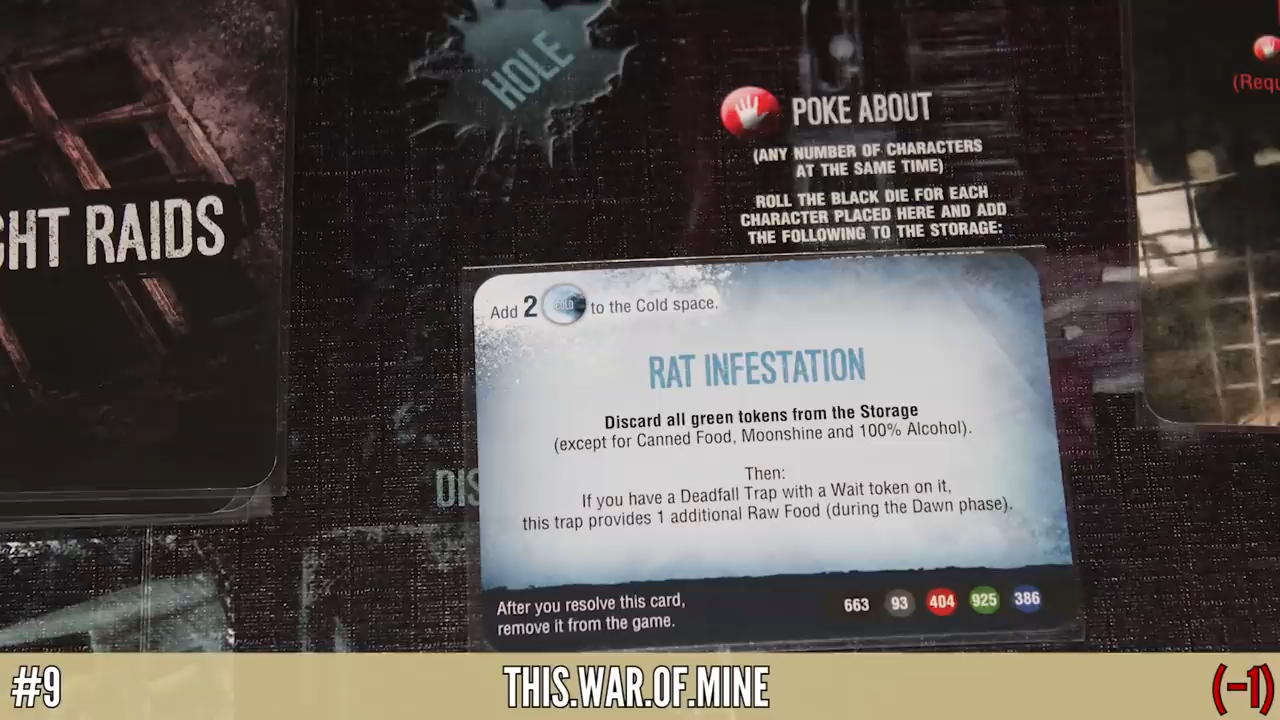 HOLE
POKE ABOUT
(ANY NUMBER OF CHARACTERS
AT THE SAME TIME)
ROLL THE BLACK DIE FOR EACH
CHARACTER PLACED HERE AND ADD
THE FOLLOWING TO THE STORAGE:
(Requ
GHT RAIDS
Add 2 COLD to the Cold space.
RAT INFESTATION
Discard all green tokens from the Storage
(except for Canned Food, Moonshine and 100% Alcohol).
Then:
If you have a Deadfall Trap with a Wait token on it,
this trap provides 1 additional Raw Food (during the Dawn phase).
DIS
After you resolve this card,
remove it from the game.
663 93 404 925 386
#9 THIS.WAR.OF.MINE (-1)